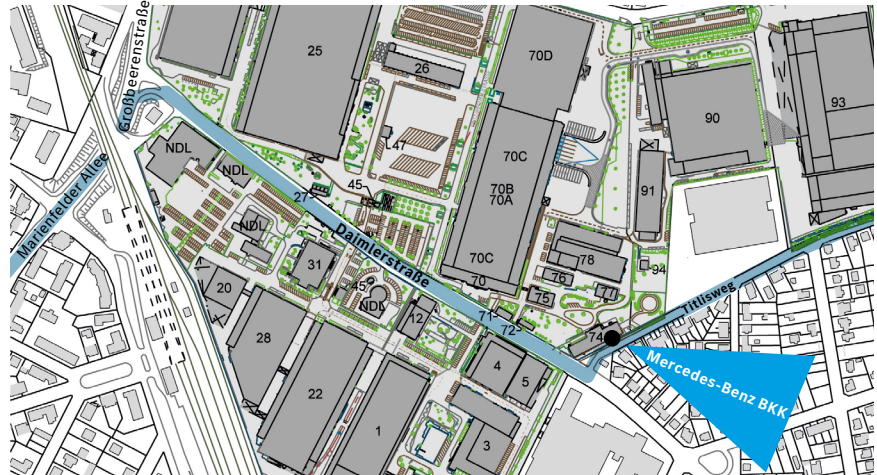 Großbeerenstraße
Marienfelder Allee
25
26
70D
90
93
NDL
NDL
47
70C
70B
70A
91
45
27
NDL
Daimlerstraße
31
70C
78
94
70
76
20
45
NDL
75
Titlisweg
12
71
72
74
28
4
5
22
1
3
Mercedes-Benz BKK